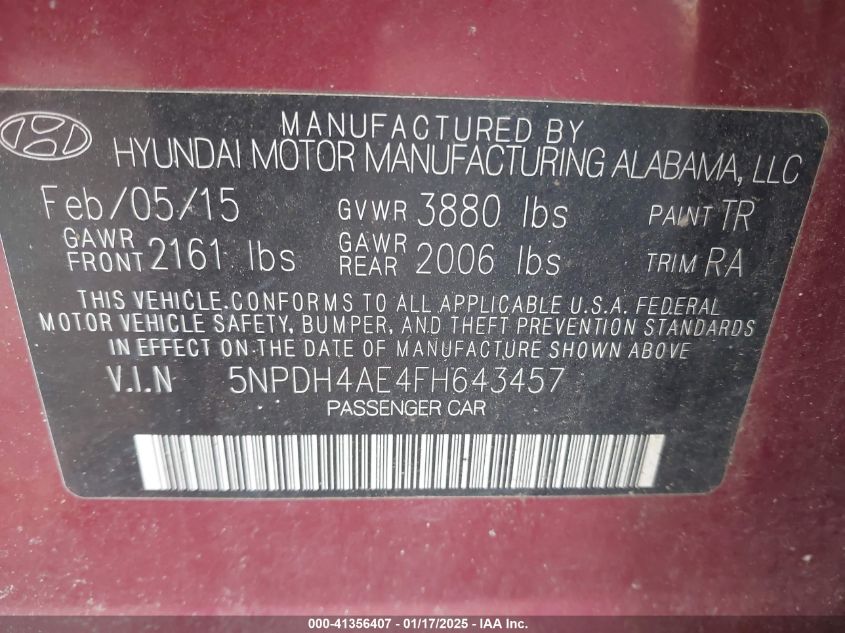 MANUFACTURED BY
HYUNDAI MOTOR MANUFACTURING ALABAMA, LLC
Feb/05/15 GVWR 3880 lbs PAINT TR
GAWR FRONT 2161 lbs GAWR REAR 2006 lbs TRIM RA
THIS VEHICLE CONFORMS TO ALL APPLICABLE U.S.A. FEDERAL
MOTOR VEHICLE SAFETY, BUMPER, AND THEFT PREVENTION STANDARDS
IN EFFECT ON THE DATE OF MANUFACTURE SHOWN ABOVE
V.I.N 5NPDH4AE4FH643457
PASSENGER CAR
000-41356407 - 01/17/2025 - IAA Inc.